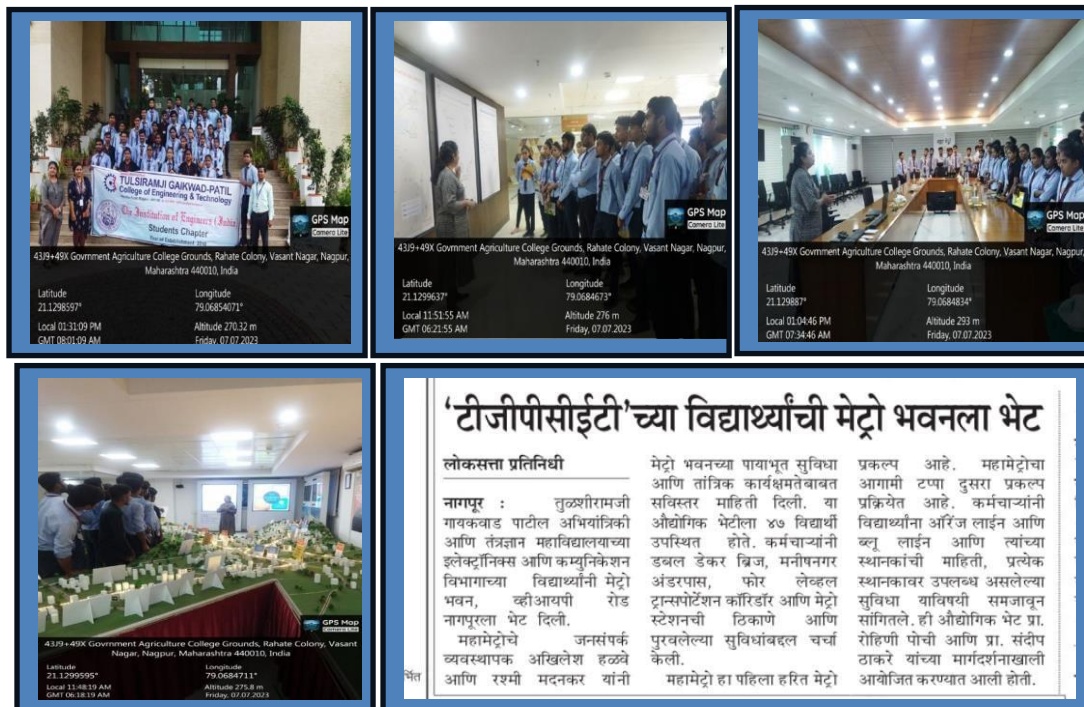 TULSIRAMJI GAIKWAD-PATIL
College of Engineering & Technology
The Institution of Engineers (India
Students Chapter
GPS Map
Camera Lite
43J9+49X Govrnment Agriculture College Grounds, Rahate Colony, Vasant Nagar, Nagpur,
Maharashtra 440010, India
Latitude
21.1298597°
Longitude
79.06854071°
Local 01:31:09 PM
GMT 08:01:09 AM
Altitude 270.32 m
Friday, 07.07.2023
GPS Map
Camera Lite
43J9+49X Govrnment Agriculture College Grounds, Rahate Colony, Vasant Nagar, Nagpur,
Maharashtra 440010, India
Latitude
21.1299637°
Longitude
79.0684673°
Local 11:51:55 AM
GMT 06:21:55 AM
Altitude 276 m
Friday, 07.07.2023
GPS Map
Camera Lite
43J9+49X Govrnment Agriculture College Grounds, Rahate Colony, Vasant Nagar, Nagpur,
Maharashtra 440010, India
Latitude
21.129887°
Longitude
79.0684834°
Local 01:04:46 PM
GMT 07:34:46 AM
Altitude 293 m
Friday, 07.07.2023
GPS Map
Camera Lite
43J9+49X Govrnment Agriculture College Grounds, Rahate Colony, Vasant
Nagar, Nagpur, Maharashtra 440010, India
Latitude
21.1299595°
Longitude
79.0684711°
Local 11:48:19 AM
GMT 06:18:19 AM
Altitude 275.8 m
Friday, 07.07.2023
‘टीजीपीसीईटी’च्या विद्यार्थ्यांची मेट्रो भवनला भेट
लोकसत्ता प्रतिनिधी
नागपूर : तुळशीरामजी
गायकवाड पाटील अभियांत्रिकी
आणि तंत्रज्ञान महाविद्यालयाच्या
इलेक्ट्रॉनिक्स आणि कम्युनिकेशन
विभागाच्या विद्यार्थ्यांनी मेट्रो
भवन, व्हीआयपी रोड
नागपूरला भेट दिली.
महामेट्रोचे जनसंपर्क
व्यवस्थापक अखिलेश हळवे
आणि रश्मी मदनकर यांनी
मेट्रो भवनच्या पायाभूत सुविधा
आणि तांत्रिक कार्यक्षमतेबाबत
सविस्तर माहिती दिली. या
औद्योगिक भेटीला ४७ विद्यार्थी
उपस्थित होते. कर्मचाऱ्यांनी
डबल डेकर ब्रिज, मनीषनगर
अंडरपास, फोर लेव्हल
ट्रान्सपोर्टेशन कॉरिडॉर आणि मेट्रो
स्टेशनची ठिकाणे आणि
पुरवलेल्या सुविधांबद्दल चर्चा
केली.
महामेट्रो हा पहिला हरित मेट्रो
प्रकल्प आहे. महामेट्रोचा
आगामी टप्पा दुसरा प्रकल्प
प्रक्रियेत आहे. कर्मचाऱ्यांनी
विद्यार्थ्यांना ऑरेंज लाईन आणि
ब्लू लाईन आणि त्यांच्या
स्थानकांची माहिती, प्रत्येक
स्थानकावर उपलब्ध असलेल्या
सुविधा याविषयी समजावून
सांगितले. ही औद्योगिक भेट प्रा.
रोहिणी पोची आणि प्रा. संदीप
ठाकरे यांच्या मार्गदर्शनाखाली
आयोजित करण्यात आली होती.